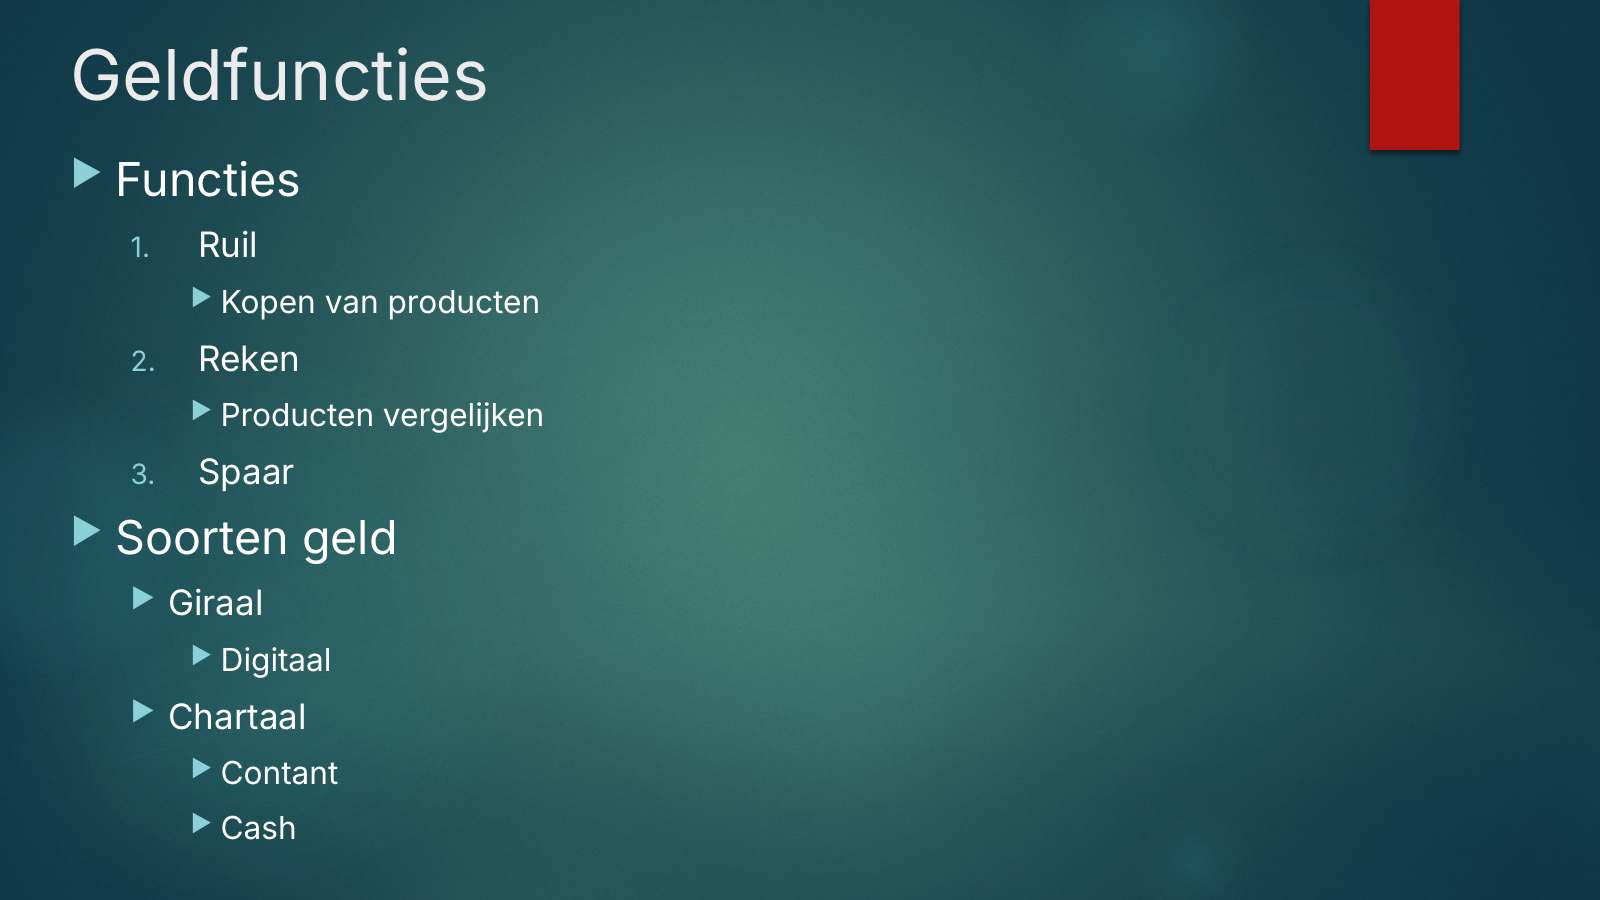 Geldfuncties
Functies
1. Ruil
Kopen van producten
2. Reken
Producten vergelijken
3. Spaar
Soorten geld
Giraal
Digitaal
Chartaal
Contant
Cash